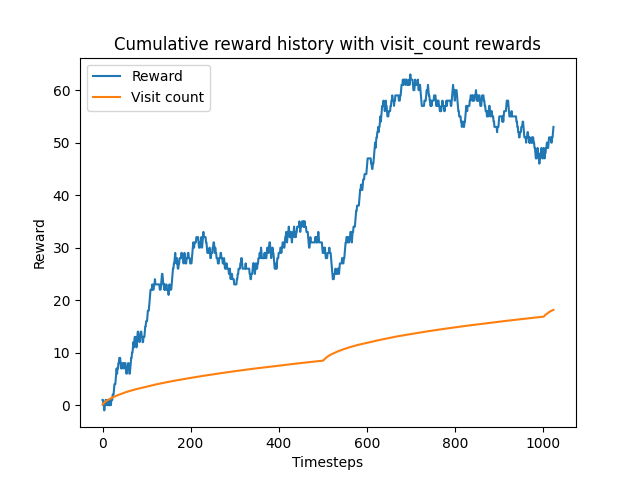 Cumulative reward history with visit_count rewards
Reward
Visit count
60
50
40
30
20
10
0
Reward
0 200 400 600 800 1000
Timesteps